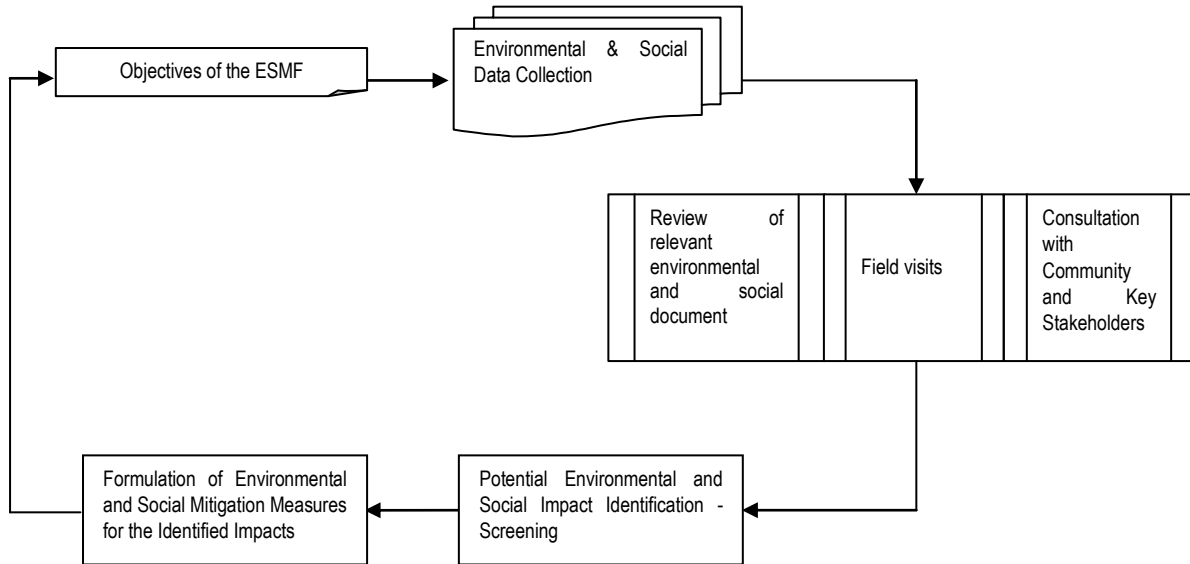 Objectives of the ESMF
Environmental & Social
Data Collection
Review of
relevant
environmental
and social
document
Field visits
Consultation
with
Community
and Key
Stakeholders
Formulation of Environmental
and Social Mitigation Measures
for the Identified Impacts
Potential Environmental and
Social Impact Identification -
Screening